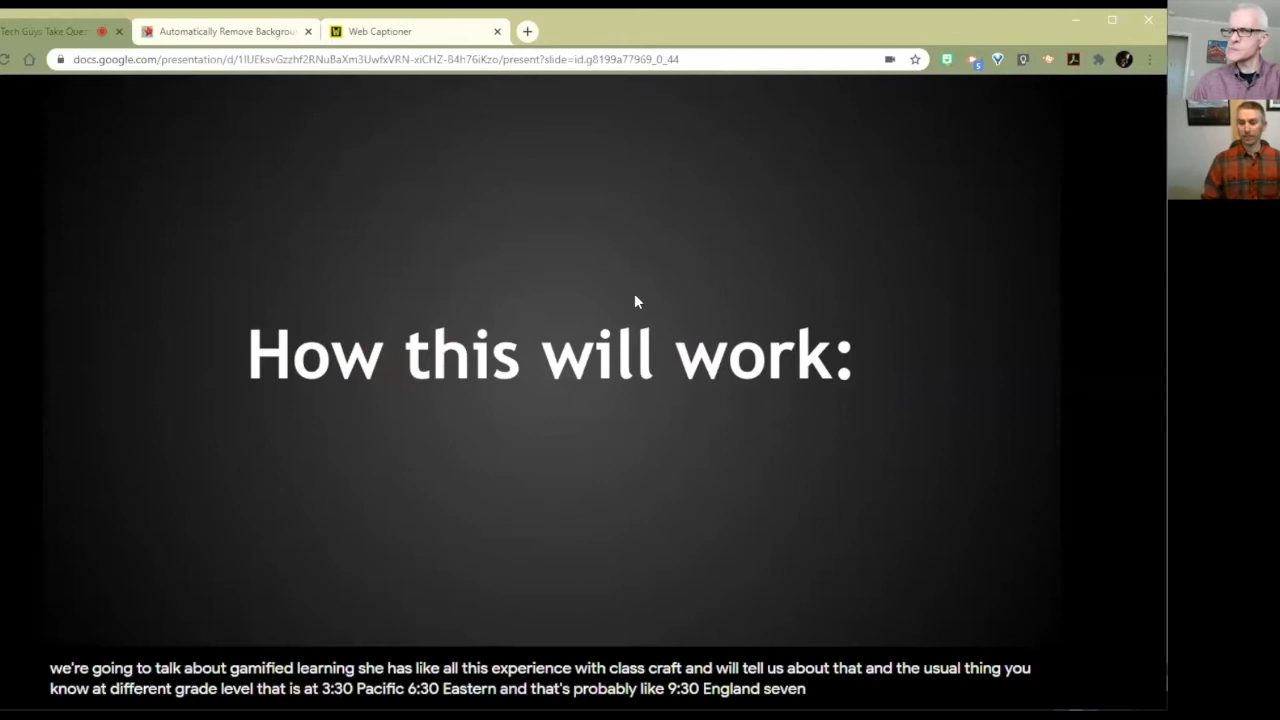 Tech Guys Take Que:
Automatically Remove Backgrou
Web Captioner
docs.google.com/presentation/d/1IUEksvGzzhf2RNuBaXm3UwfxVRN-xiCHZ-B4h76iKzo/present?slide=id.g8199a77969_0_44
5
How this will work:
we're going to talk about gamified learning she has like all this experience with class craft and will tell us about that and the usual thing you
know at different grade level that is at 3:30 Pacific 6:30 Eastern and that's probably like 9:30 England seven